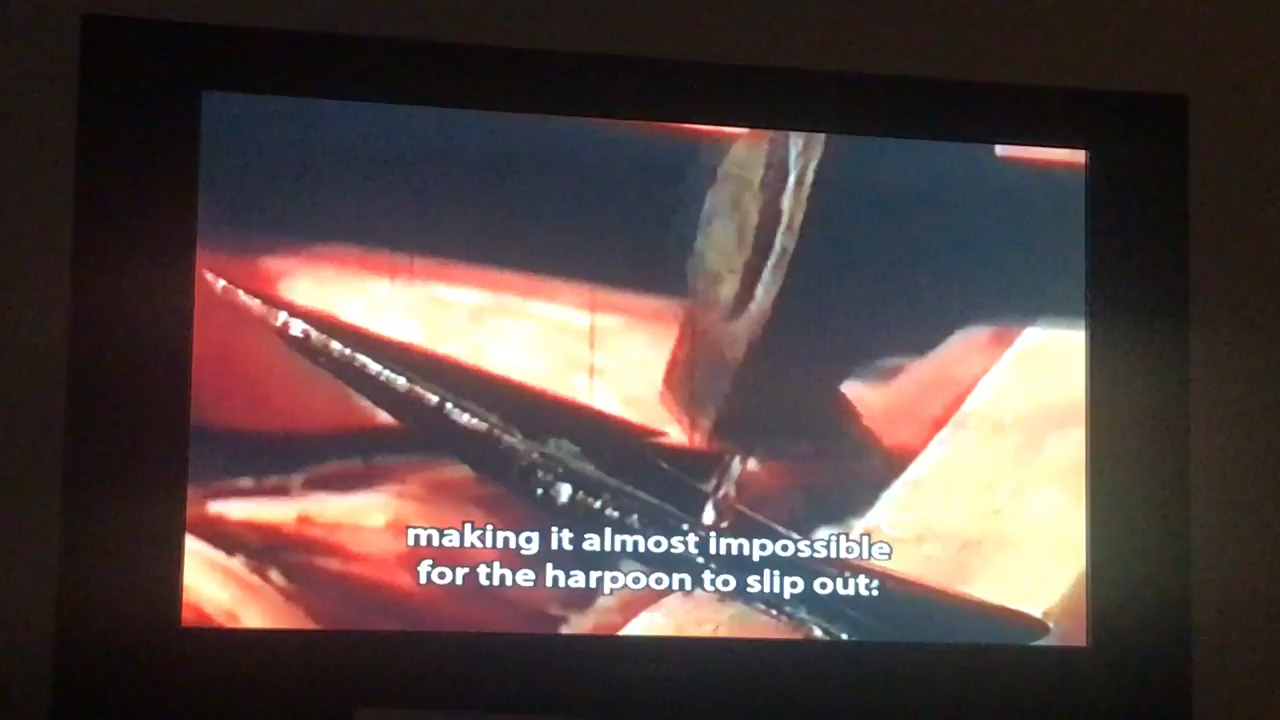 making it almost impossible
for the harpoon to slip out.